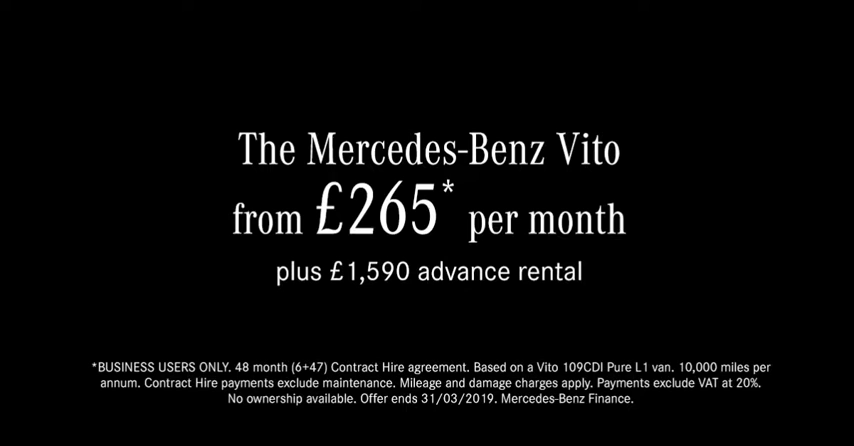 The Mercedes-Benz Vito
from £265* per month
plus £1,590 advance rental
*BUSINESS USERS ONLY. 48 month (6+47) Contract Hire agreement. Based on a Vito 109CDI Pure L1 van. 10,000 miles per
annum. Contract Hire payments exclude maintenance. Mileage and damage charges apply. Payments exclude VAT at 20%.
No ownership available. Offer ends 31/03/2019. Mercedes-Benz Finance.